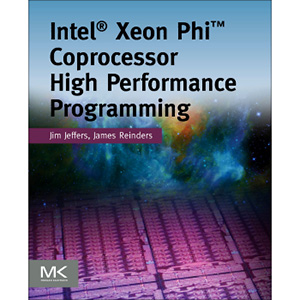 Intel® Xeon Phi™
Coprocessor
High Performance
Programming
Jim Jeffers, James Reinders
MK